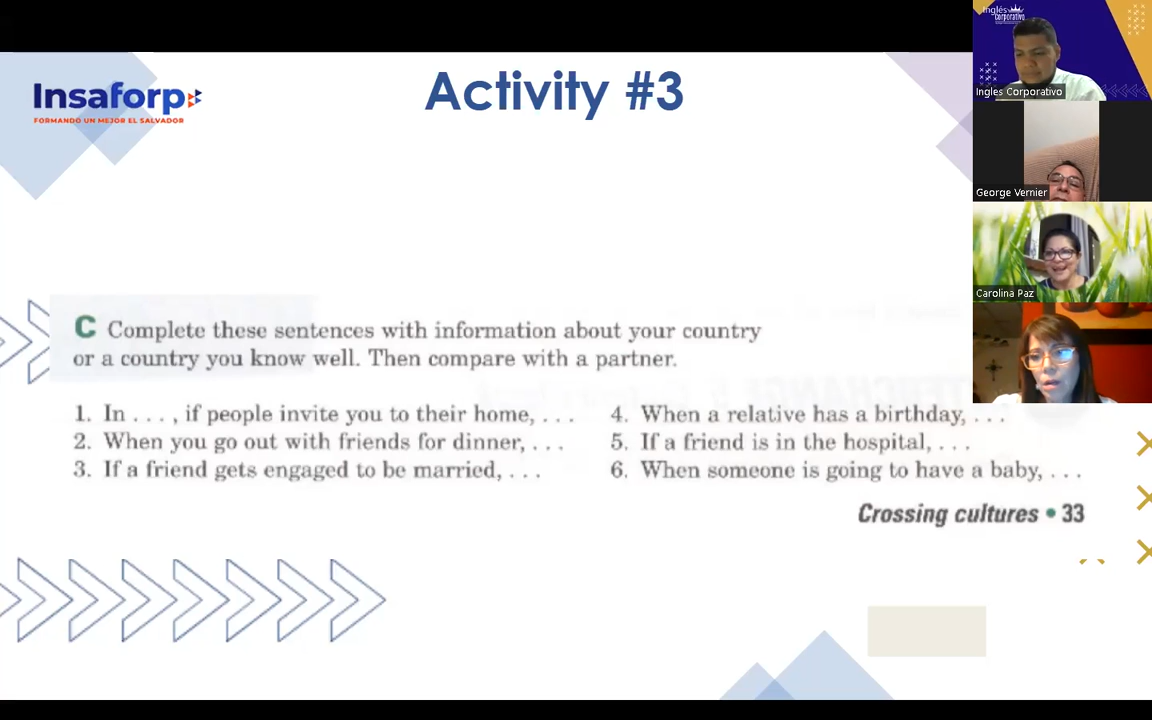 Insaforp
FORMANDO UN MEJOR EL SALVADOR
Activity #3
C Complete these sentences with information about your country
or a country you know well. Then compare with a partner.
1. In . . . , if people invite you to their home, . . .
2. When you go out with friends for dinner, . . .
3. If a friend gets engaged to be married, . . .
4. When a relative has a birthday, . . .
5. If a friend is in the hospital, . . .
6. When someone is going to have a baby, . . .
Crossing cultures • 33
Inglés
Corporativo
Ingles Corporativo
George Vernier
Carolina Paz